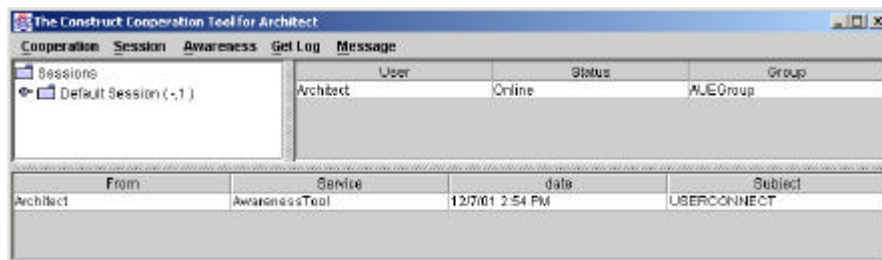 The Construct Cooperation Tool for Architect
Cooperation Session Awareness Get Log Message
Sessions
Default Session (-,1 )
User Status Group
Architect Online AUEGroup
From Service date Subject
Architect AwarenessTool 12/7/01 2:54 PM USERCONNECT